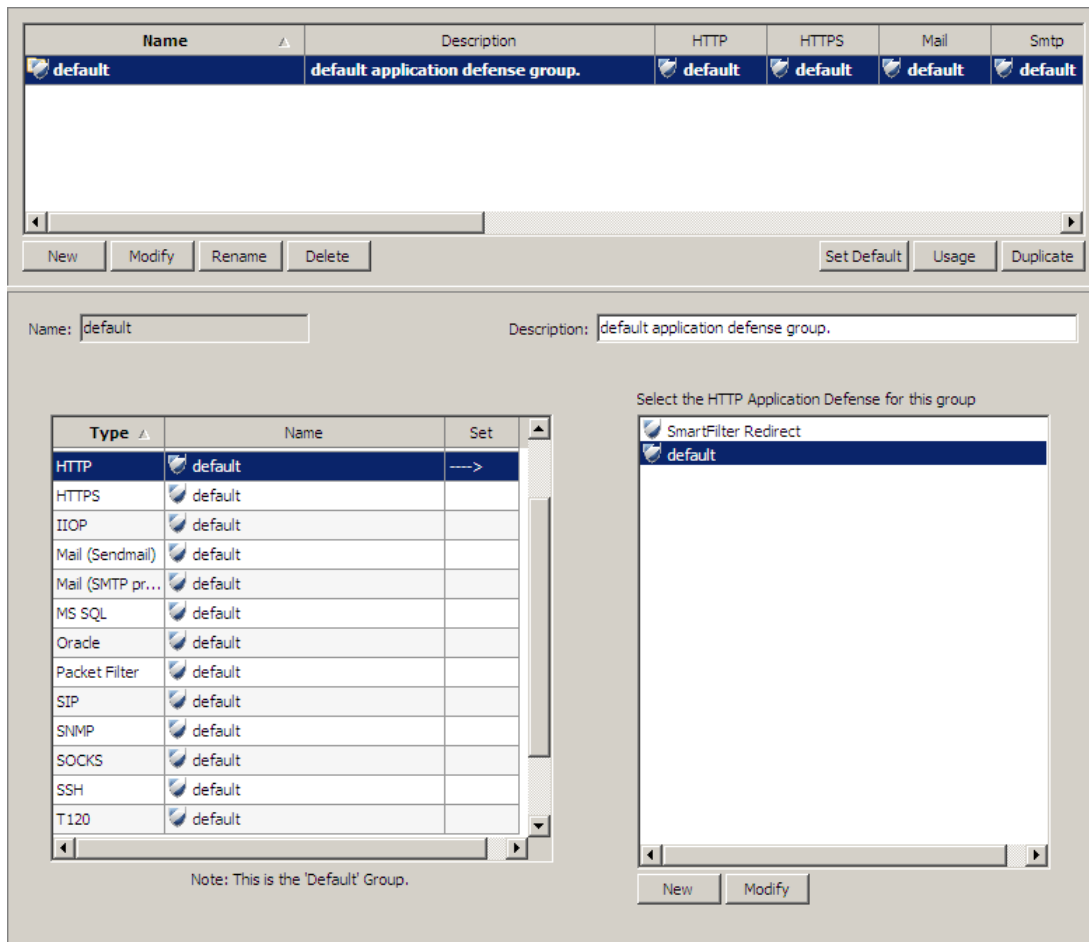 Name Description HTTP HTTPS Mail Smtp
default default application defense group. default default default default
New Modify Rename Delete Set Default Usage Duplicate
Name: default Description: default application defense group.
Select the HTTP Application Defense for this group
Type Name Set
SmartFilter Redirect
default
HTTP default ---->
HTTPS default
IIOP default
Mail (Sendmail) default
Mail (SMTP pr... default
MS SQL default
Oracle default
Packet Filter default
SIP default
SNMP default
SOCKS default
SSH default
T120 default
Note: This is the 'Default' Group.
New Modify